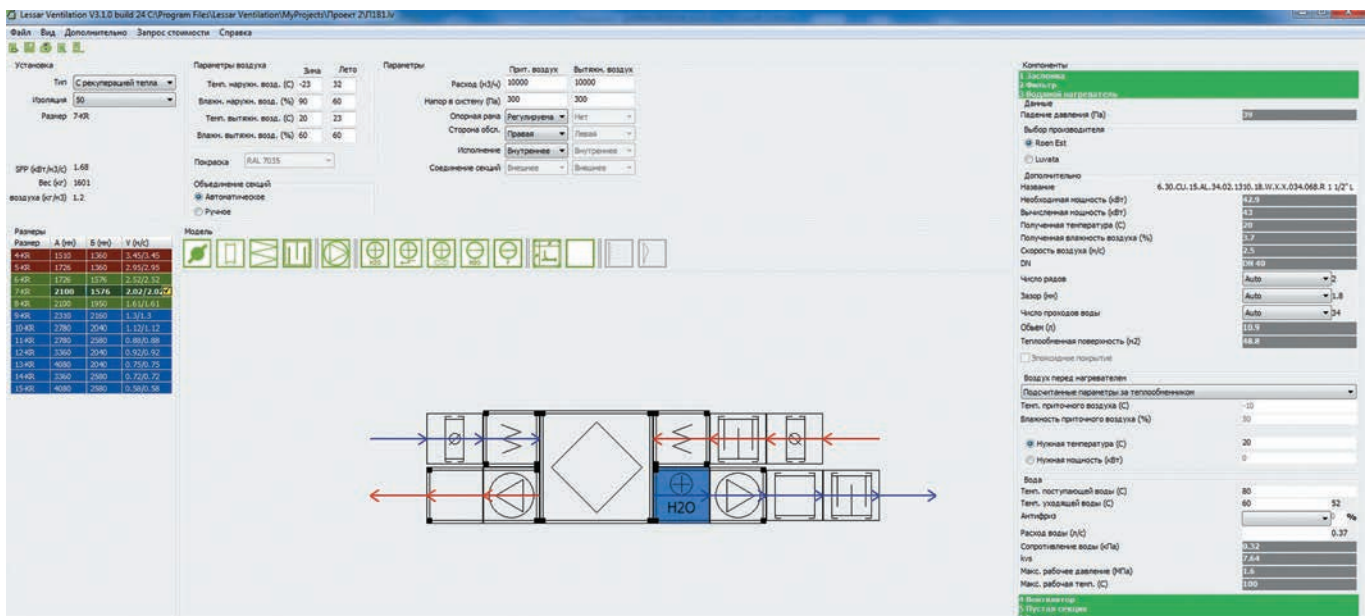 Lessar Ventilation V3.1.0 build 24 C:\Program Files\Lessar Ventilation\MyProjects\Проект 2\П1В1.lv
Файл Вид Дополнительно Запрос стоимости Справка
Установка
Тип С рекуперацией тепла
Изоляция 50
Размер 7-KR
SFP (кВт/м3/с) 1.68
Вес (кг) 1601
воздуха (кг/м3) 1.2
Параметры воздуха Зима Лето
Темп. наружн. возд. (C) -23 32
Влажн. наружн. возд. (%) 90 60
Темп. вытяжн. возд. (C) 20 23
Влажн. вытяжн. возд. (%) 60 60
Покраска RAL 7035
Объединение секций
Автоматическое
Ручное
Параметры Прит. воздух Вытяжн. воздух
Расход (м3/ч) 10000 10000
Напор в систему (Па) 300 300
Опорная рама Регулируема Нет
Сторона обсл. Правая Левая
Исполнение Внутреннее Внутреннее
Соединение секций Внешнее Внешнее
Размеры
Размер A (мм) Б (мм) V (м/с)
4-KR 1510 1360 3.45/3.45
5-KR 1726 1360 2.95/2.95
6-KR 1726 1576 2.52/2.52
7-KR 2100 1576 2.02/2.02
8-KR 2100 1950 1.61/1.61
9-KR 2310 2160 1.3/1.3
10-KR 2780 2040 1.12/1.12
11-KR 2780 2580 0.88/0.88
12-KR 3360 2040 0.92/0.92
13-KR 4080 2040 0.75/0.75
14-KR 3360 2580 0.72/0.72
15-KR 4080 2580 0.58/0.58
Модель
H2O
Компоненты
1 Заслонка
2 Фильтр
3 Водяной нагреватель
Данные
Падение давления (Па) 39
Выбор производителя
Roen Est
Luvata
Дополнительно
Название 6.30.CU.15.AL.34.02.1310.18.W.X.X.034.068.R 1 1/2" L
Необходимая мощность (кВт) 42.9
Вычисленная мощность (кВт) 43
Полученная температура (C) 20
Полученная влажность воздуха (%) 3.7
Скорость воздуха (м/с) 2.5
DN DN 40
Число рядов Auto 2
Зазор (мм) Auto 1.8
Число проходов воды Auto 34
Объем (л) 10.9
Теплообменная поверхность (м2) 48.8
Эпоксидное покрытие
Воздух перед нагревателем
Подсчитанные параметры за теплообменником
Темп. приточного воздуха (C) -10
Влажность приточного воздуха (%) 30
Нужная температура (C) 20
Нужная мощность (кВт) 0
Вода
Темп. поступающей воды (C) 80
Темп. уходящей воды (C) 60 52
Антифриз 0 %
Расход воды (л/с) 0.37
Сопротивление воды (кПа) 0.32
kvs 7.64
Макс. рабочее давление (МПа) 1.6
Макс. рабочая темп. (C) 100
4 Вентилятор
5 Пустая секция